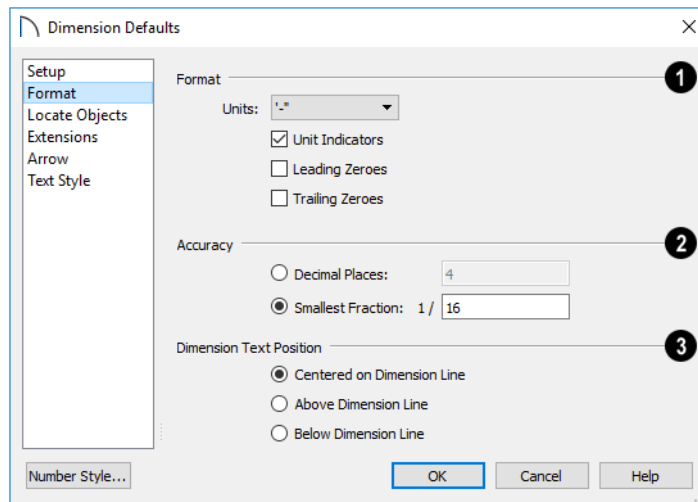 Dimension Defaults
Setup
Format
Locate Objects
Extensions
Arrow
Text Style
Format
1
Units: '-"
Unit Indicators
Leading Zeroes
Trailing Zeroes
Accuracy
2
Decimal Places: 4
Smallest Fraction: 1 / 16
Dimension Text Position
3
Centered on Dimension Line
Above Dimension Line
Below Dimension Line
Number Style... OK Cancel Help